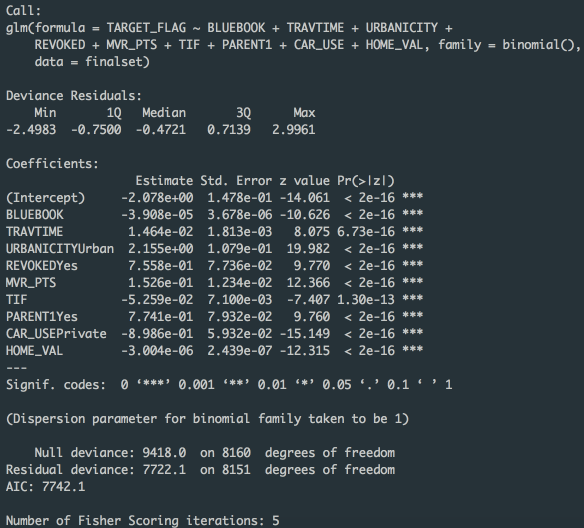 Call:
glm(formula = TARGET_FLAG ~ BLUEBOOK + TRAVTIME + URBANICITY +
    REVOKED + MVR_PTS + TIF + PARENT1 + CAR_USE + HOME_VAL, family = binomial(),
    data = finalset)
Deviance Residuals:
    Min      1Q  Median      3Q     Max
-2.4983 -0.7500 -0.4721  0.7139  2.9961
Coefficients:
                  Estimate Std. Error z value Pr(>|z|)
(Intercept)     -2.078e+00  1.478e-01 -14.061  < 2e-16 ***
BLUEBOOK        -3.908e-05  3.678e-06 -10.626  < 2e-16 ***
TRAVTIME         1.464e-02  1.813e-03   8.075 6.73e-16 ***
URBANICITYUrban  2.155e+00  1.079e-01  19.982  < 2e-16 ***
REVOKEDYes       7.558e-01  7.736e-02   9.770  < 2e-16 ***
MVR_PTS          1.526e-01  1.234e-02  12.366  < 2e-16 ***
TIF             -5.259e-02  7.100e-03  -7.407 1.30e-13 ***
PARENT1Yes       7.741e-01  7.932e-02   9.760  < 2e-16 ***
CAR_USEPrivate  -8.986e-01  5.932e-02 -15.149  < 2e-16 ***
HOME_VAL        -3.004e-06  2.439e-07 -12.315  < 2e-16 ***
---
Signif. codes:  0 ‘***’ 0.001 ‘**’ 0.01 ‘*’ 0.05 ‘.’ 0.1 ‘ ’ 1
(Dispersion parameter for binomial family taken to be 1)
    Null deviance: 9418.0  on 8160  degrees of freedom
Residual deviance: 7722.1  on 8151  degrees of freedom
AIC: 7742.1
Number of Fisher Scoring iterations: 5